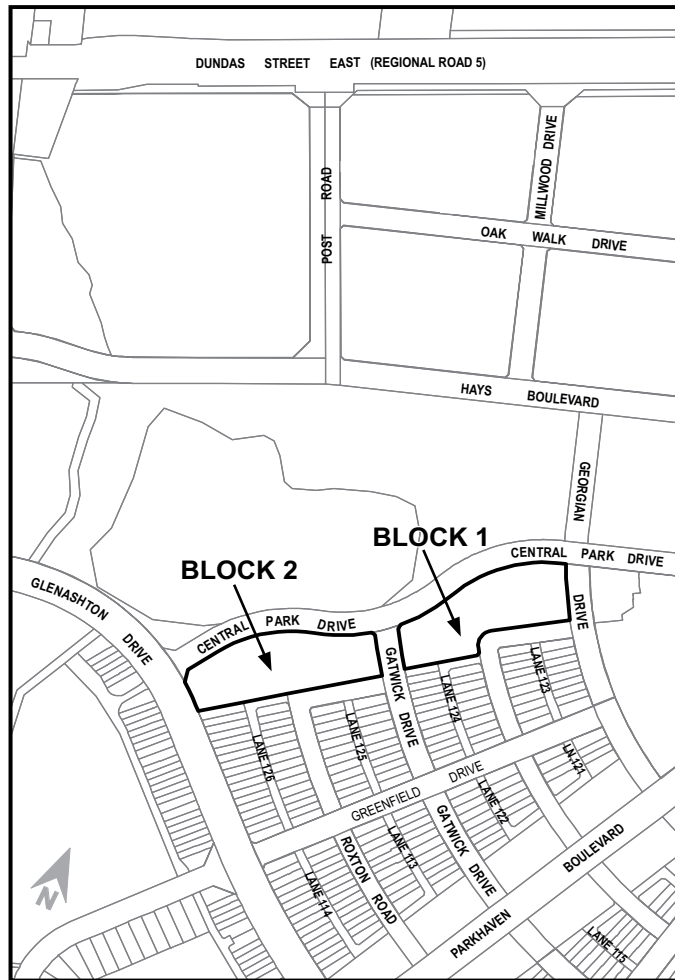 DUNDAS STREET EAST (REGIONAL ROAD 5)
POST ROAD
MILLWOOD DRIVE
OAK WALK DRIVE
HAYS BOULEVARD
GEORGIAN DRIVE
BLOCK 1
CENTRAL PARK DRIVE
BLOCK 2
GLENASHTON DRIVE
CENTRAL PARK DRIVE
GATWICK DRIVE
LANE 123
LANE 124
LANE 125
LANE 126
LN.121
GREENFIELD DRIVE
LANE 122
GATWICK DRIVE
LANE 113
ROXTON ROAD
LANE 114
PARKHAVEN BOULEVARD
LANE 115
N